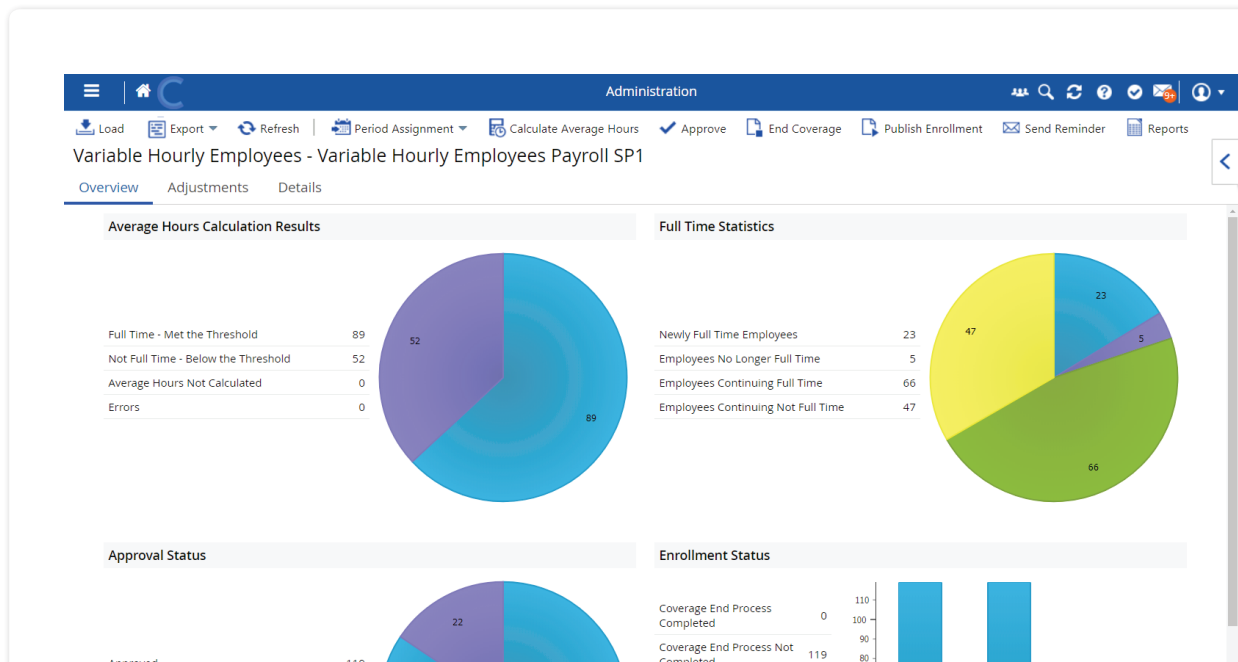 Administration
9+
Load Export Refresh Period Assignment Calculate Average Hours Approve End Coverage Publish Enrollment Send Reminder Reports
Variable Hourly Employees - Variable Hourly Employees Payroll SP1
Overview Adjustments Details
Average Hours Calculation Results
Full Time - Met the Threshold 89
Not Full Time - Below the Threshold 52
Average Hours Not Calculated 0
Errors 0
52
89
Full Time Statistics
Newly Full Time Employees 23
Employees No Longer Full Time 5
Employees Continuing Full Time 66
Employees Continuing Not Full Time 47
23
47
5
66
Approval Status
22
Approved 119
Enrollment Status
Coverage End Process
Completed 0
Coverage End Process Not
Completed 119
110
100
90
80